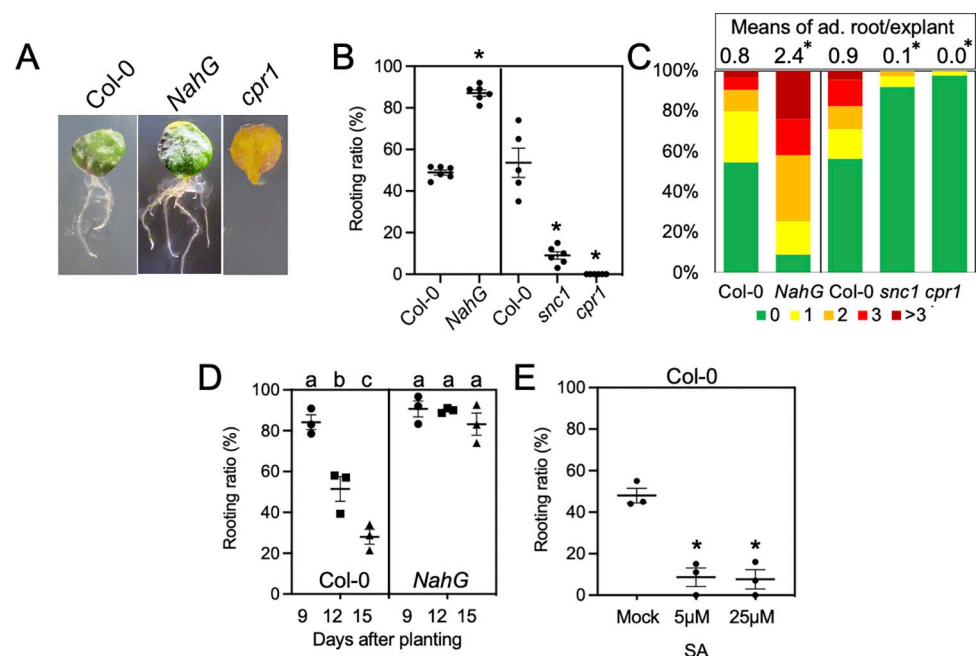 A
Col-0
NahG
cpr1
B
Rooting ratio (%)
100
80
60
40
20
0
*
*
*
Col-0
NahG
Col-0
snc1
cpr1
C
Means of ad. root/explant
0.8 2.4* 0.9 0.1* 0.0*
100%
80%
60%
40%
20%
0%
Col-0 NahG Col-0 snc1 cpr1
0 1 2 3 >3
D
a b c a a a
Rooting ratio (%)
100
80
60
40
20
0
Col-0 NahG
9 12 15 9 12 15
Days after planting
E
Col-0
Rooting ratio (%)
100
80
60
40
20
0
* *
Mock 5µM 25µM
SA